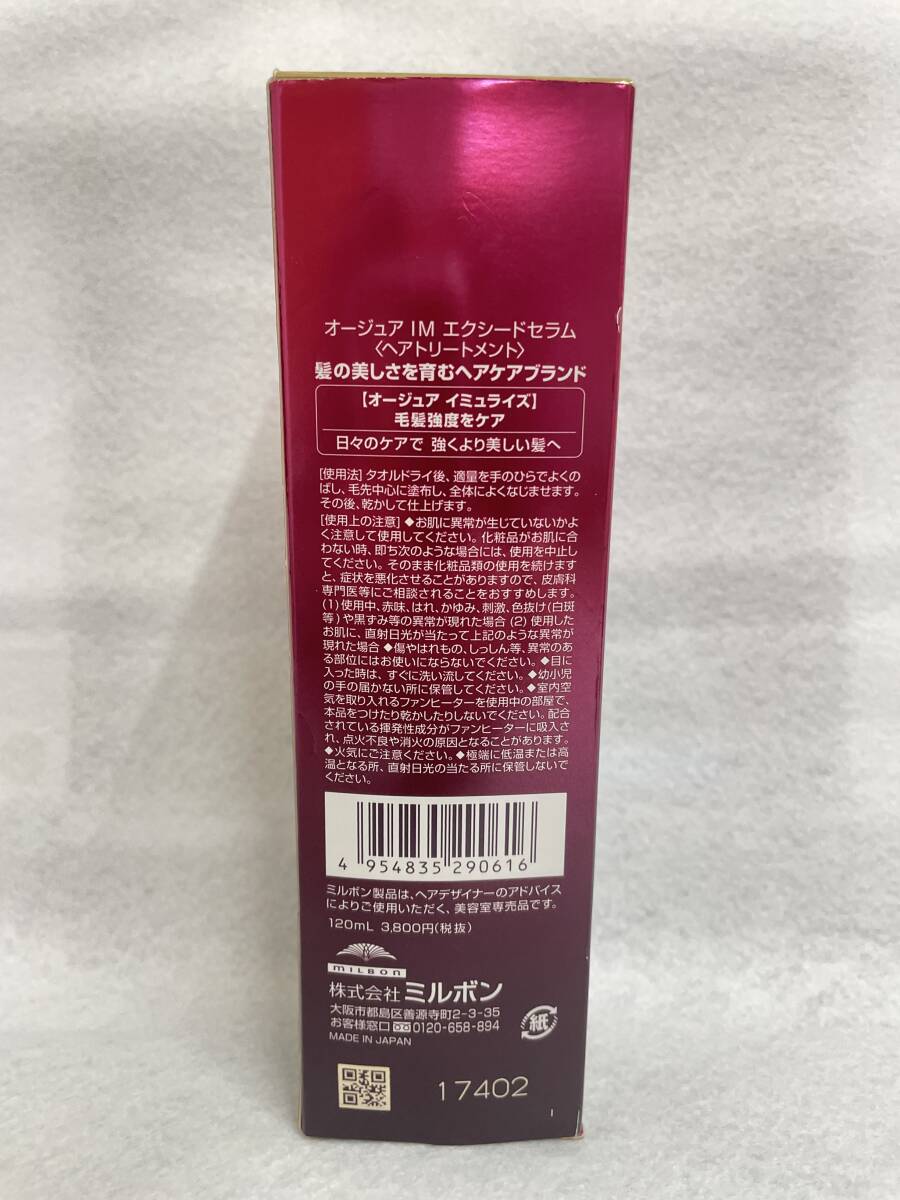 オージュア IM エクシードセラム
〈ヘアトリートメント〉
髪の美しさを育むヘアケアブランド
【オージュア イミュライズ】
毛髪強度をケア
日々のケアで 強くより美しい髪へ
[使用法] タオルドライ後、適量を手のひらでよくの
ばし、毛先中心に塗布し、全体によくなじませます。
その後、乾かして仕上げます。
[使用上の注意] ◆お肌に異常が生じていないかよ
く注意して使用してください。化粧品がお肌に合
わない時、即ち次のような場合には、使用を中止し
てください。そのまま化粧品類の使用を続けます
と、症状を悪化させることがありますので、皮膚科
専門医等にご相談されることをおすすめします。
(1) 使用中、赤味、はれ、かゆみ、刺激、色抜け(白斑
等) や黒ずみ等の異常が現れた場合 (2) 使用した
お肌に、直射日光が当たって上記のような異常が
現れた場合 ◆傷やはれもの、しっしん等、異常のあ
る部位にはお使いにならないでください。◆目に
入った時は、すぐに洗い流してください。◆幼小児
の手の届かない所に保管してください。◆室内空
気を取り入れるファンヒーターを使用中の部屋で、
本品をつけたり乾かしたりしないでください。配合
されている揮発性成分がファンヒーターに吸入さ
れ、点火不良や消火の原因となることがあります。
◆火気にご注意ください。◆極端に低温または高
温となる所、直射日光の当たる所に保管しないで
ください。
4 954835 290616
ミルボン製品は、ヘアデザイナーのアドバイス
によりご使用いただく、美容室専売品です。
120mL 3,800円(税抜)
MILBON
株式会社 ミルボン
大阪市都島区善源寺町2-3-35
お客様窓口 0120-658-894
MADE IN JAPAN
紙
17402